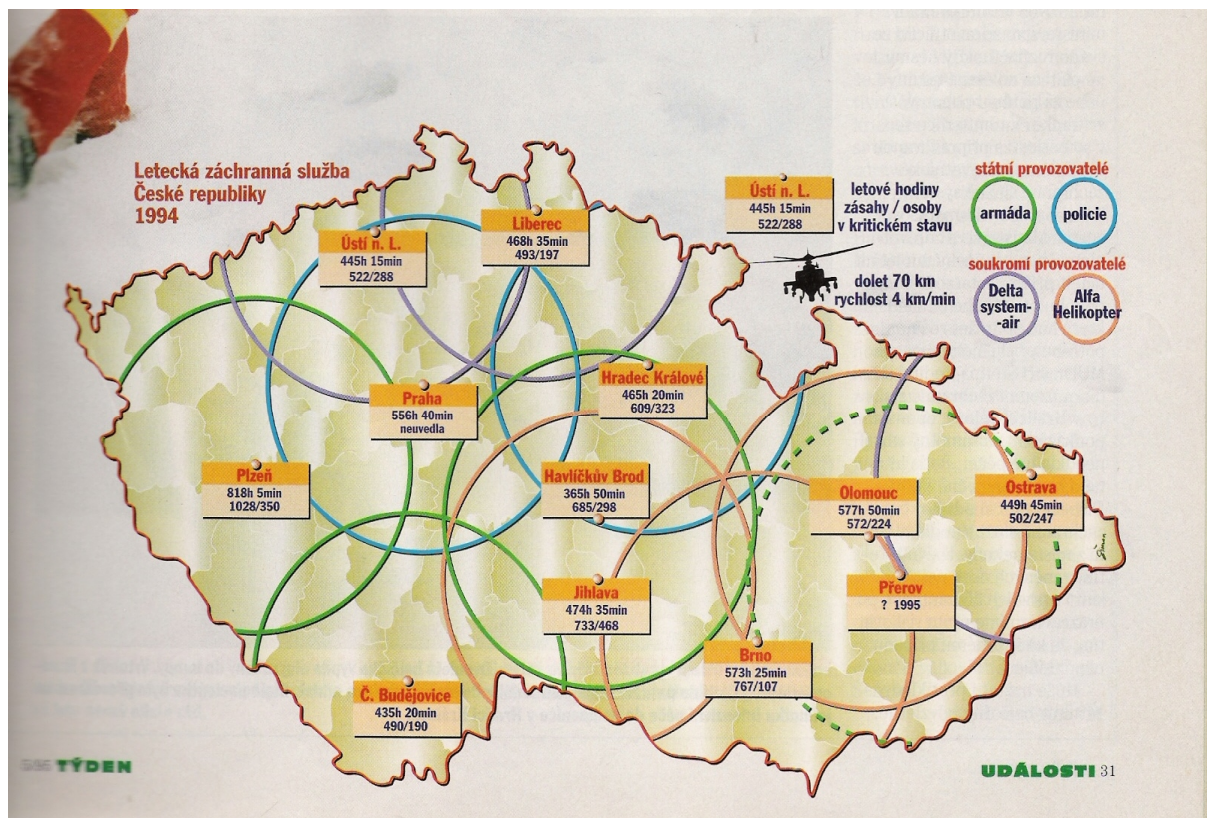 Letecká záchranná služba
České republiky
1994
Ústí n. L.
445h 15min
522/288
Liberec
468h 35min
493/197
Ústí n. L.
445h 15min
522/288
letové hodiny
zásahy / osoby
v kritickém stavu
dolet 70 km
rychlost 4 km/min
státní provozovatelé
armáda
policie
soukromí provozovatelé
Delta
system-
-air
Alfa
Helikopter
Praha
556h 40min
neuvedla
Hradec Králové
465h 20min
609/323
Plzeň
818h 5min
1028/350
Havlíčkův Brod
365h 50min
685/298
Olomouc
577h 50min
572/224
Ostrava
449h 45min
502/247
Jihlava
474h 35min
733/468
Přerov
? 1995
Brno
573h 25min
767/107
Č. Budějovice
435h 20min
490/190
TÝDEN
UDÁLOSTI 31